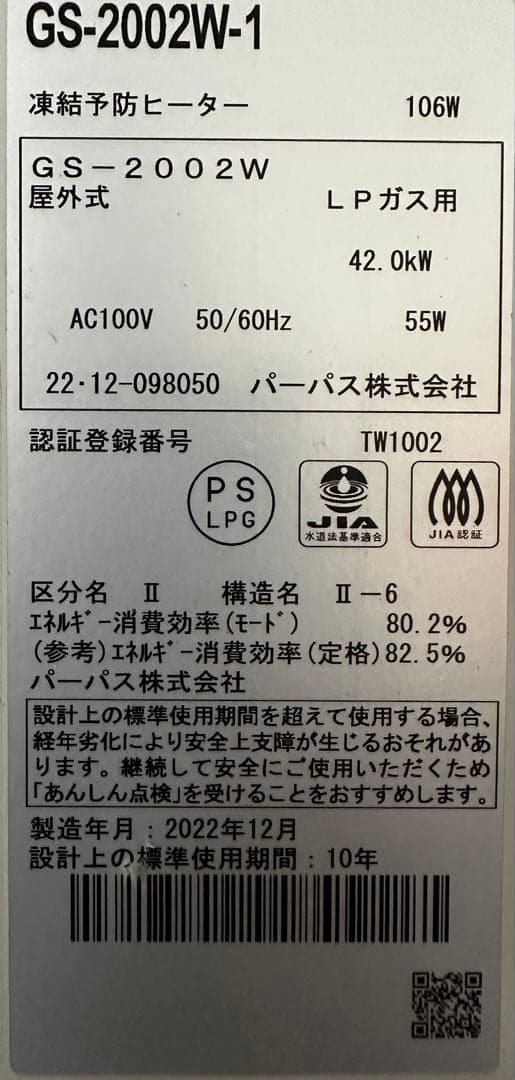 GS-2002W-1
凍結予防ヒーター 106W
GS－2002W
屋外式 LPガス用
42.0kW
AC100V 50/60Hz 55W
22･12-098050 パーパス株式会社
認証登録番号 TW1002
PS
LPG
JIA
水道法基準適合
JIA認証
区分名 Ⅱ 構造名 Ⅱ－6
ｴﾈﾙｷﾞｰ消費効率(ﾓｰﾄﾞ) 80.2%
(参考)ｴﾈﾙｷﾞｰ消費効率(定格)82.5%
パーパス株式会社
設計上の標準使用期間を超えて使用する場合、
経年劣化により安全上支障が生じるおそれがあ
ります。継続して安全にご使用いただくため
「あんしん点検」を受けることをおすすめします。
製造年月：2022年12月
設計上の標準使用期間：10年